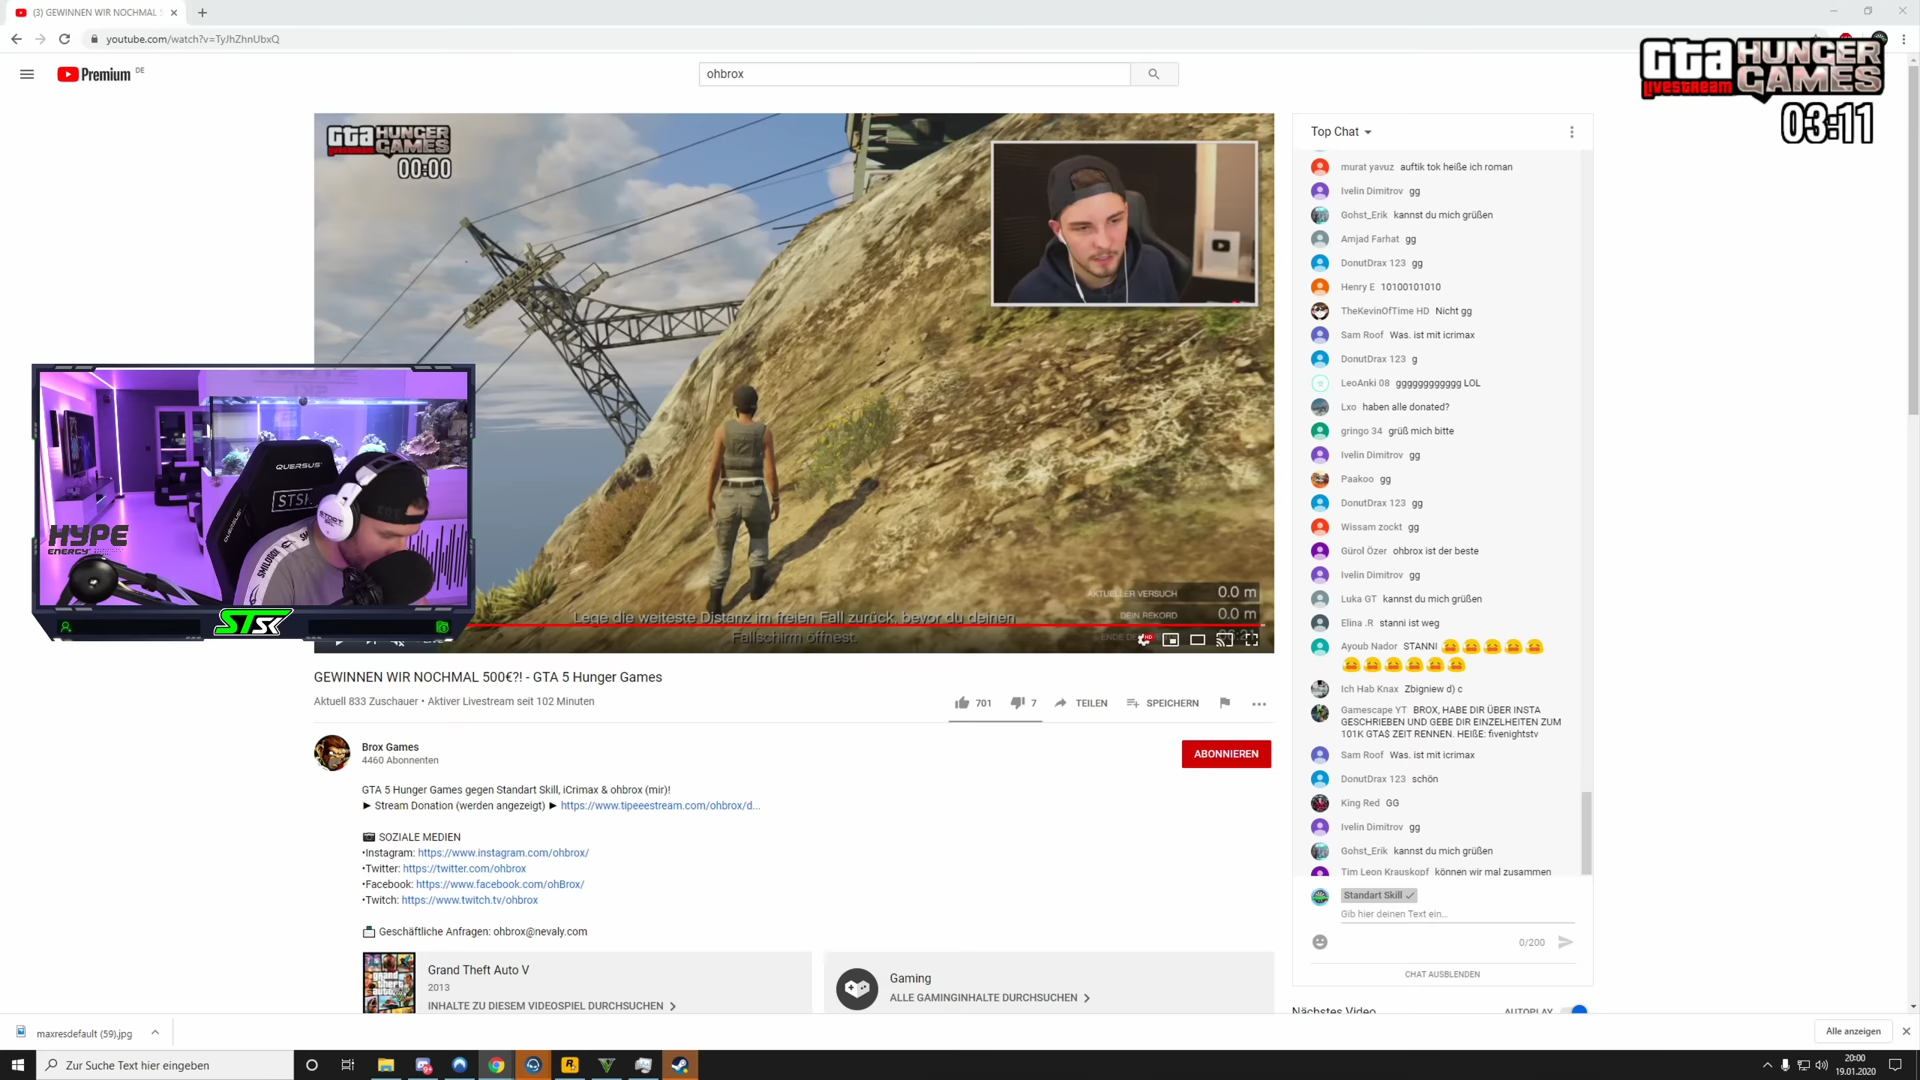 (3) GEWINNEN WIR NOCHMAL 5
youtube.com/watch?v=TyJhZhnUbxQ
Premium DE
ohbrox
GTA HUNGER GAMES
LIVESTREAM
03:11
GTA HUNGER GAMES
LIVESTREAM
00:00
QUERSUS
STSK
HYPE
ENERGY
SMILODOX
STSK
AKTUELLER VERSUCH 0.0 m
DEIN REKORD 0.0 m
Lege die weiteste Distanz im freien Fall zurück, bevor du deinen
Fallschirm öffnest.
GEWINNEN WIR NOCHMAL 500€?! - GTA 5 Hunger Games
Aktuell 833 Zuschauer • Aktiver Livestream seit 102 Minuten
701
7
TEILEN
SPEICHERN
Brox Games
4460 Abonnenten
ABONNIEREN
GTA 5 Hunger Games gegen Standart Skill, iCrimax & ohbrox (mir)!
► Stream Donation (werden angezeigt) ► https://www.tipeeestream.com/ohbrox/d...
SOZIALE MEDIEN
•Instagram: https://www.instagram.com/ohbrox/
•Twitter: https://twitter.com/ohbrox
•Facebook: https://www.facebook.com/ohBrox/
•Twitch: https://www.twitch.tv/ohbrox
Geschäftliche Anfragen: ohbrox@nevaly.com
Grand Theft Auto V
2013
INHALTE ZU DIESEM VIDEOSPIEL DURCHSUCHEN
Gaming
ALLE GAMINGINHALTE DURCHSUCHEN
Top Chat
murat yavuz auftik tok heiße ich roman
Ivelin Dimitrov gg
Gohst_Erik kannst du mich grüßen
Amjad Farhat gg
DonutDrax 123 gg
Henry E 10100101010
TheKevinOfTime HD Nicht gg
Sam Roof Was. ist mit icrimax
DonutDrax 123 g
LeoAnki 08 gggggggggggg LOL
Lxo haben alle donated?
gringo 34 grüß mich bitte
Ivelin Dimitrov gg
Paakoo gg
DonutDrax 123 gg
Wissam zockt gg
Gürol Özer ohbrox ist der beste
Ivelin Dimitrov gg
Luka GT kannst du mich grüßen
Elina .R stanni ist weg
Ayoub Nador STANNI
Ich Hab Knax Zbigniew d) c
Gamescape YT BROX, HABE DIR ÜBER INSTA
GESCHRIEBEN UND GEBE DIR EINZELHEITEN ZUM
101K GTA$ ZEIT RENNEN. HEIßE: fivenightstv
Sam Roof Was. ist mit icrimax
DonutDrax 123 schön
King Red GG
Ivelin Dimitrov gg
Gohst_Erik kannst du mich grüßen
Tim Leon Krauskopf können wir mal zusammen
Standart Skill
Gib hier deinen Text ein...
0/200
CHAT AUSBLENDEN
Nächstes Video
AUTOPLAY
maxresdefault (59).jpg
Alle anzeigen
Zur Suche Text hier eingeben
20:00
19.01.2020